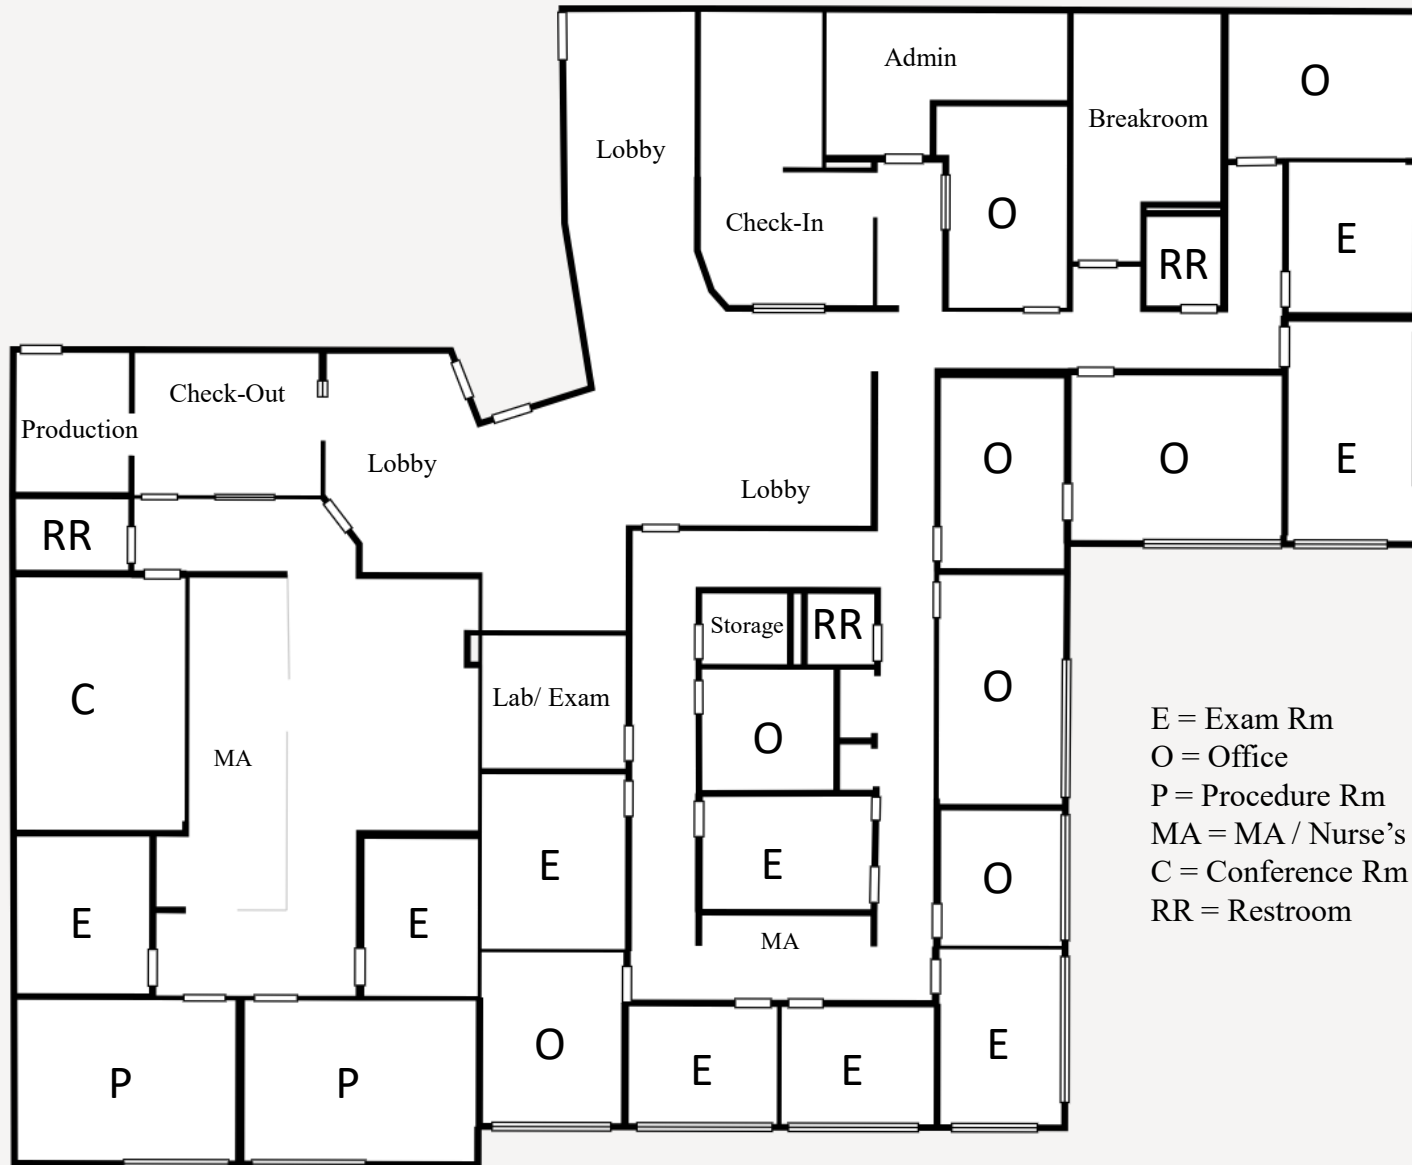 Admin
O
Breakroom
Lobby
O
Check-In
E
RR
Check-Out
Production
Lobby
O
O
E
Lobby
RR
Storage
RR
C
Lab/ Exam
O
O
MA
E
E
E
E
O
MA
P
P
O
E
E
E
E = Exam Rm
O = Office
P = Procedure Rm
MA = MA / Nurse's
C = Conference Rm
RR = Restroom